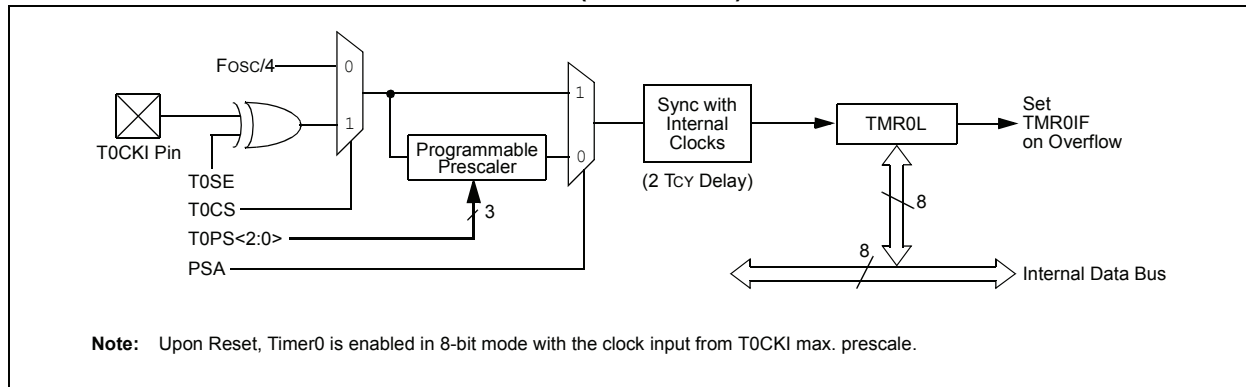 Fosc/4
0
1
1
0
T0CKI Pin
T0SE
T0CS
T0PS<2:0>
PSA
Programmable
Prescaler
3
Sync with
Internal
Clocks
(2 TCY Delay)
TMR0L
Set
TMR0IF
on Overflow
8
8
Internal Data Bus
Note: Upon Reset, Timer0 is enabled in 8-bit mode with the clock input from T0CKI max. prescale.